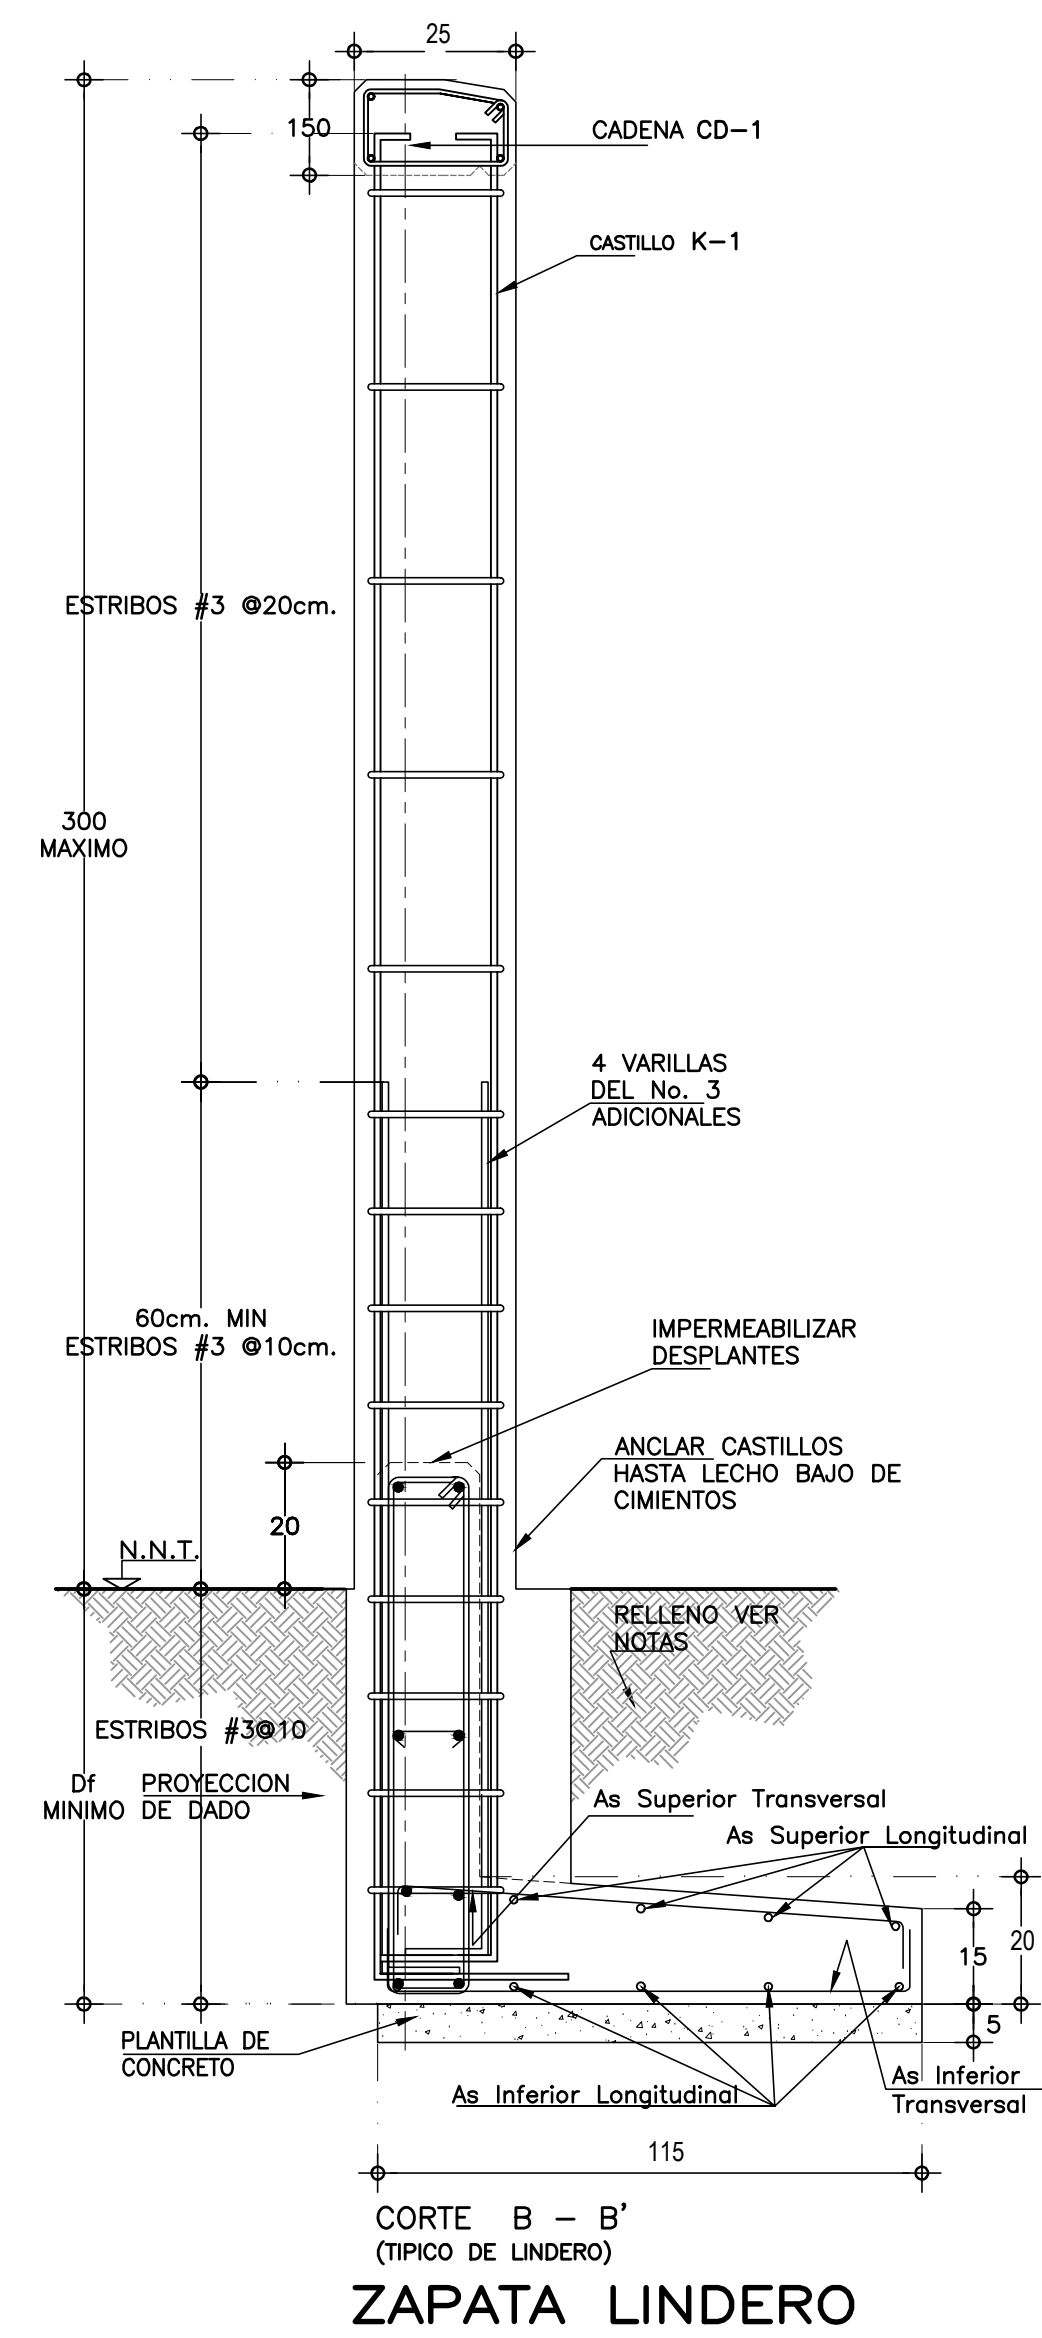 25
150
CADENA CD-1
CASTILLO K-1
ESTRIBOS #3 @20cm.
300
MAXIMO
4 VARILLAS
DEL No. 3
ADICIONALES
60cm. MIN
ESTRIBOS #3 @10cm.
IMPERMEABILIZAR
DESPLANTES
ANCLAR CASTILLOS
HASTA LECHO BAJO DE
CIMIENTOS
20
N.N.T.
RELLENO VER
NOTAS
ESTRIBOS #3@10
Df
MINIMO
PROYECCION
DE DADO
As Superior Transversal
As Superior Longitudinal
20
15
5
PLANTILLA DE
CONCRETO
As Inferior Longitudinal
As Inferior
Transversal
115
CORTE B - B'
(TIPICO DE LINDERO)
ZAPATA LINDERO